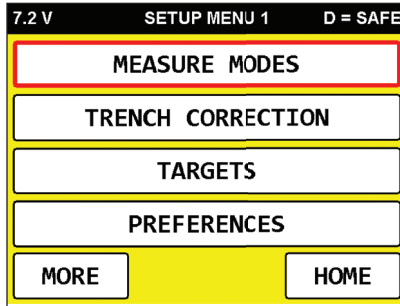 7.2 V SETUP MENU 1 D = SAFE
MEASURE MODES
TRENCH CORRECTION
TARGETS
PREFERENCES
MORE HOME